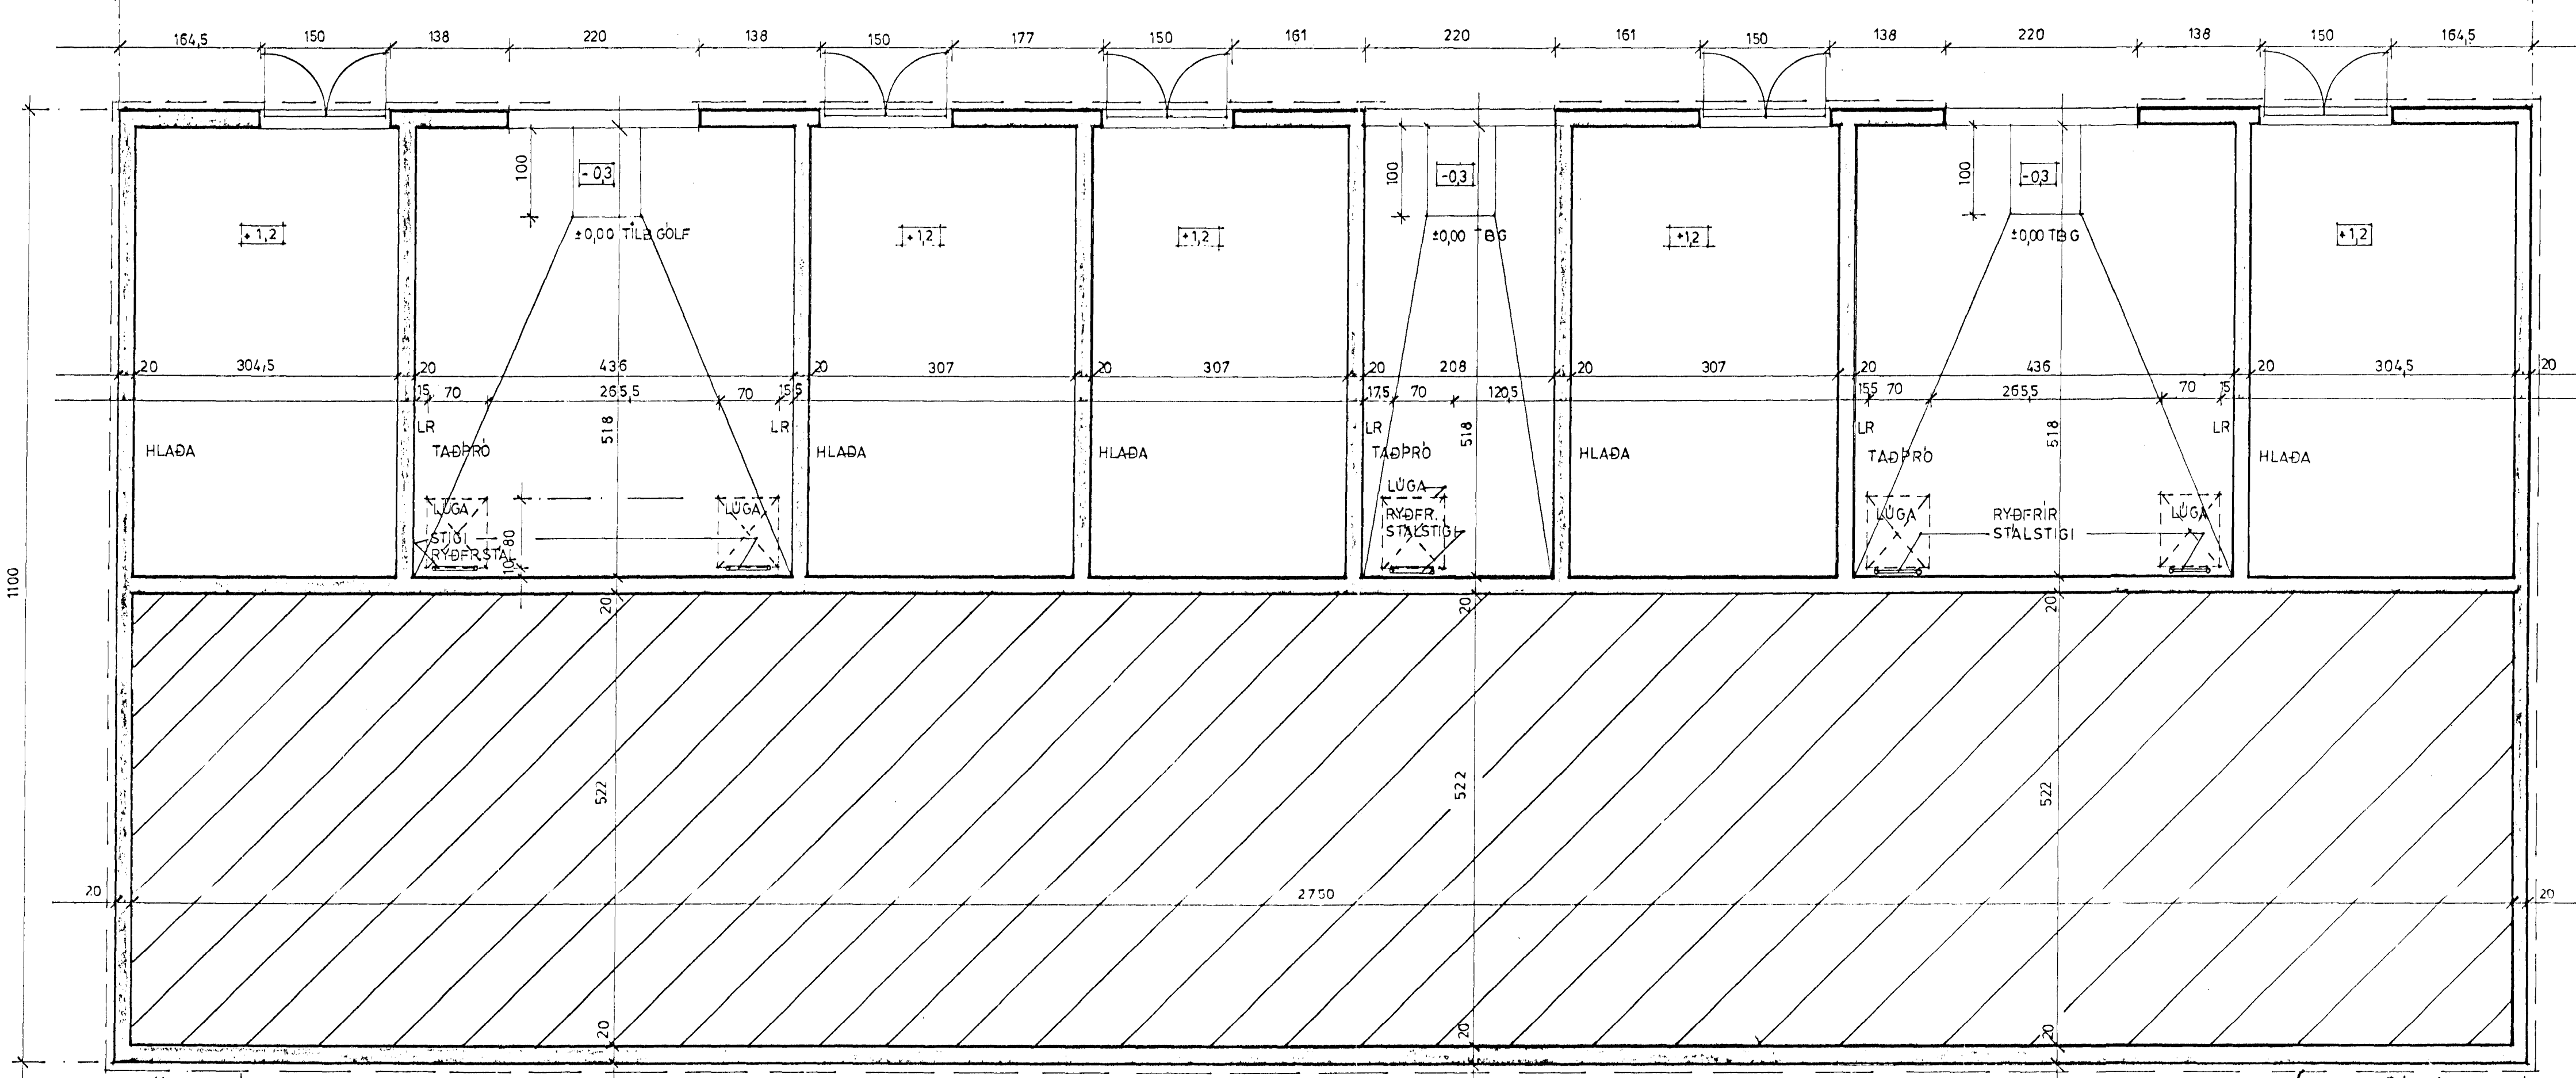 164,5 150 138 220 138 150 177 150 161 220 161 150 138 220 138 150 164,5
100 -0,3 100 -0,3 100 -0,3
+1,2 ±0,00 TILB GÓLF +1,2 +1,2 ±0,00 TBG +1,2 ±0,00 TBG +1,2
20 304,5 20 436 20 307 20 307 20 208 20 307 20 436 20 304,5 20
15 70 265,5 70 15,5 17,5 70 120,5 15,5 70 265,5 70 15
LR LR LR LR LR
518 518 518
HLAÐA TAÐÞRÓ HLAÐA HLAÐA TAÐÞRÓ HLAÐA TAÐÞRÓ HLAÐA
LÚGA LÚGA LÚGA LÚGA LÚGA
STIGI
RYÐFR.STÁL
10 80
RYÐFR.
STÁLSTIGI
RYÐFRÍR
STÁLSTIGI
1100
20 20 20
522 522 522
20 2750 20
20 20 20